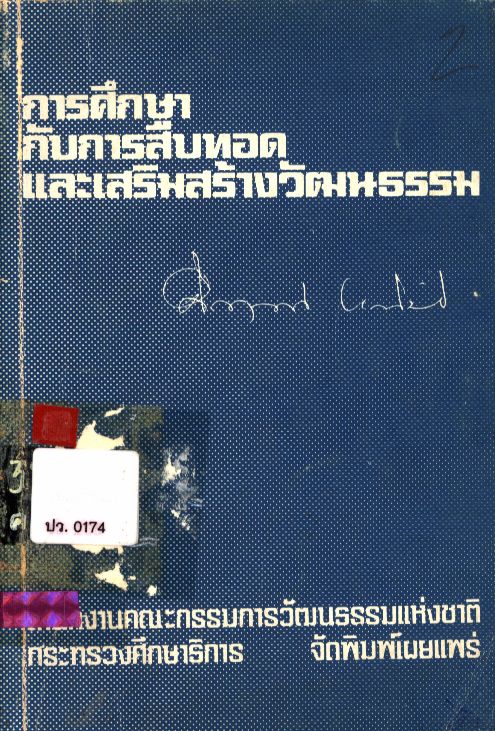 2
การศึกษา
กับการสืบทอด
และเสริมสร้างวัฒนธรรม
ปว. 0174
งานคณะกรรมการวัฒนธรรมแห่งชาติ
กระทรวงศึกษาธิการ จัดพิมพ์เผยแพร่